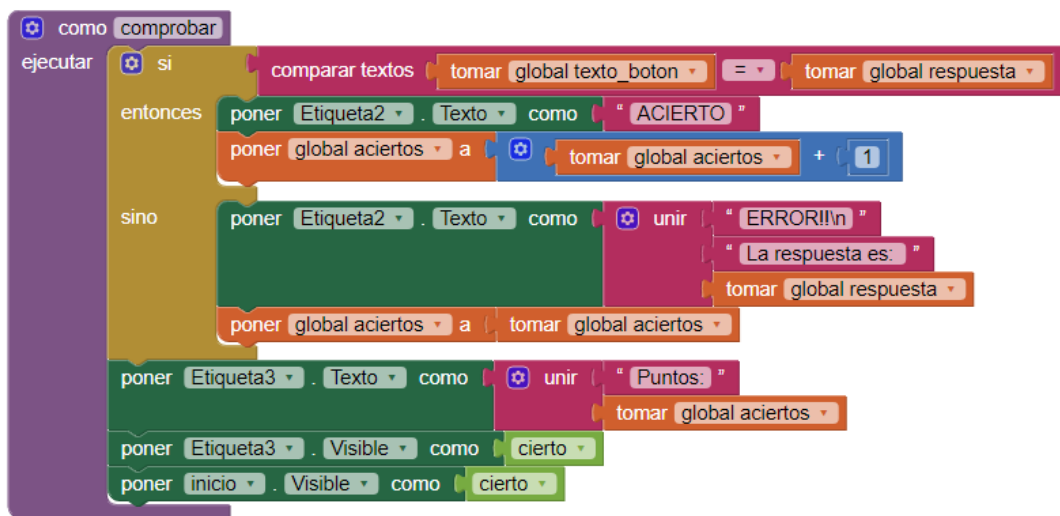 como comprobar
ejecutar si comparar textos tomar global texto_boton = tomar global respuesta
entonces poner Etiqueta2 . Texto como “ ACIERTO ”
poner global aciertos a tomar global aciertos + 1
sino poner Etiqueta2 . Texto como unir “ ERROR!!\n ”
“ La respuesta es: ”
tomar global respuesta
poner global aciertos a tomar global aciertos
poner Etiqueta3 . Texto como unir “ Puntos: ”
tomar global aciertos
poner Etiqueta3 . Visible como cierto
poner inicio . Visible como cierto